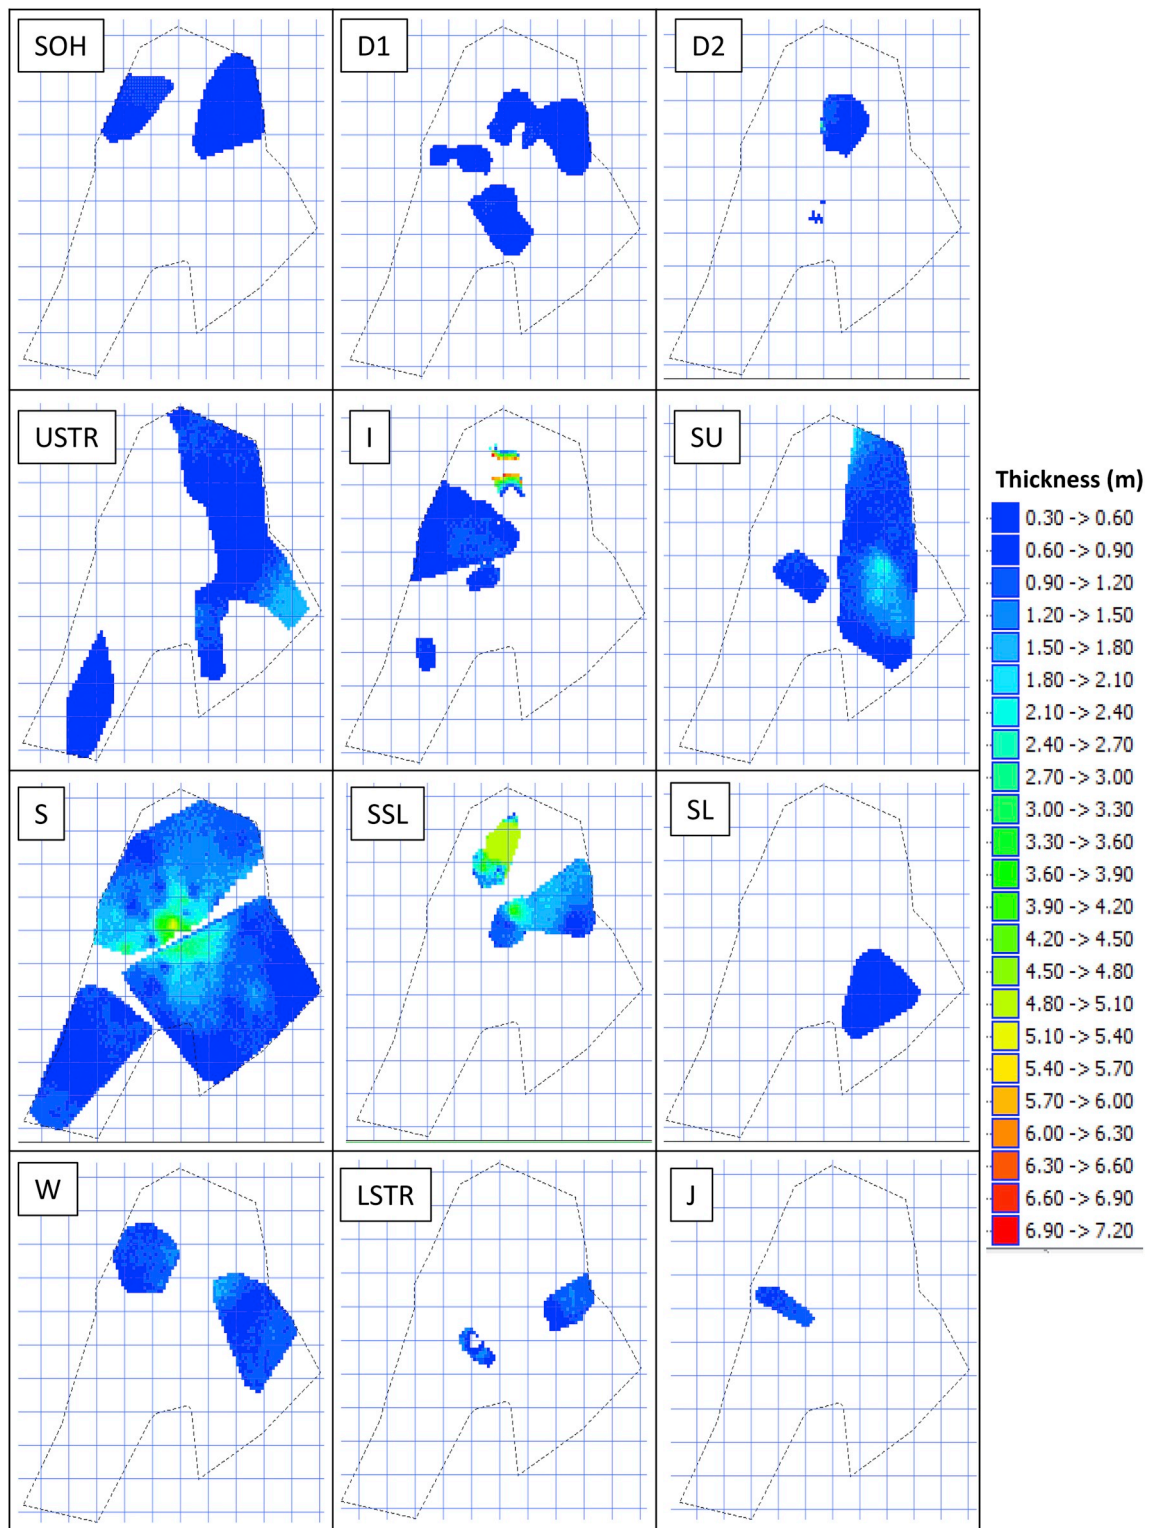 SOH
D1
D2
USTR
I
SU
S
SSL
SL
W
LSTR
J
Thickness (m)
0.30 -> 0.60
0.60 -> 0.90
0.90 -> 1.20
1.20 -> 1.50
1.50 -> 1.80
1.80 -> 2.10
2.10 -> 2.40
2.40 -> 2.70
2.70 -> 3.00
3.00 -> 3.30
3.30 -> 3.60
3.60 -> 3.90
3.90 -> 4.20
4.20 -> 4.50
4.50 -> 4.80
4.80 -> 5.10
5.10 -> 5.40
5.40 -> 5.70
5.70 -> 6.00
6.00 -> 6.30
6.30 -> 6.60
6.60 -> 6.90
6.90 -> 7.20